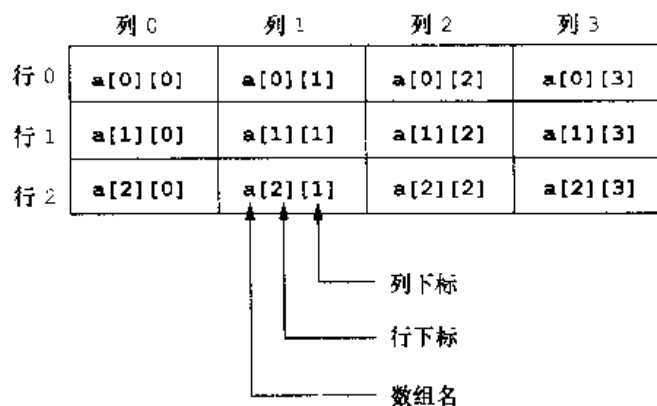 列 0 列 1 列 2 列 3
行 0 a[0][0] a[0][1] a[0][2] a[0][3]
行 1 a[1][0] a[1][1] a[1][2] a[1][3]
行 2 a[2][0] a[2][1] a[2][2] a[2][3]
列下标
行下标
数组名